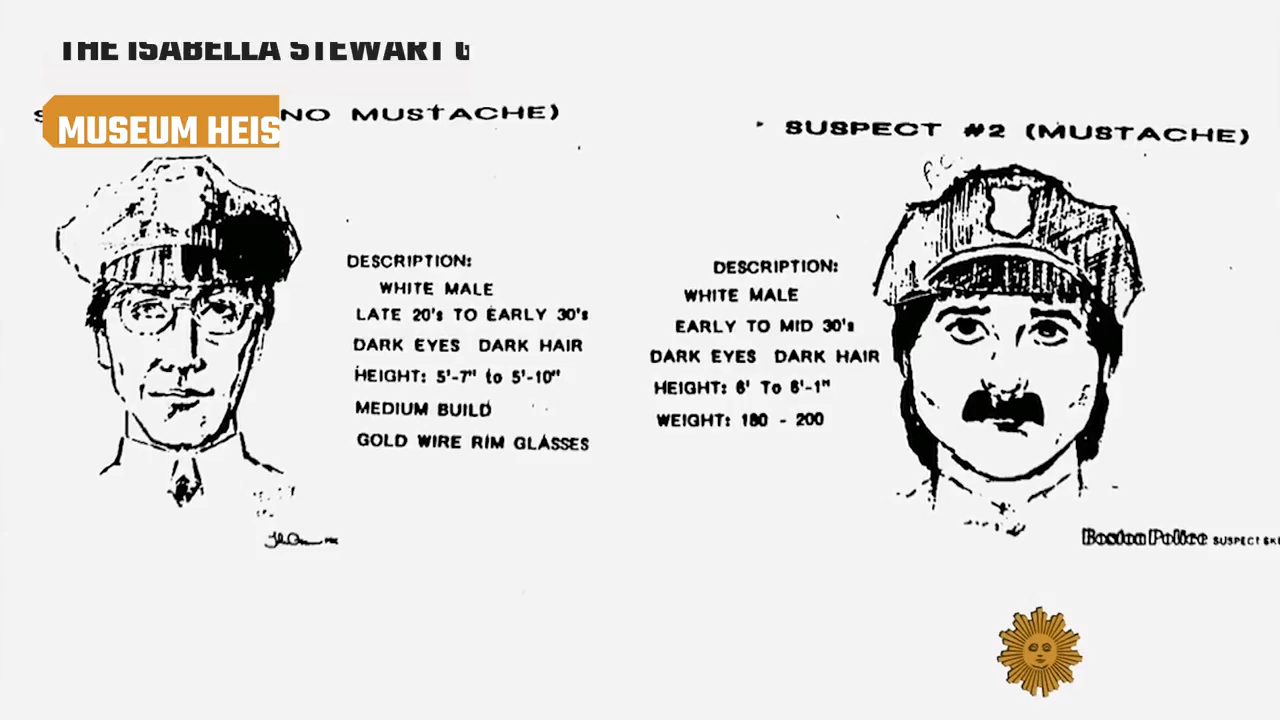 THE ISABELLA STEWART G
MUSEUM HEIS
NO MUSTACHE)
DESCRIPTION:
WHITE MALE
LATE 20's TO EARLY 30's
DARK EYES DARK HAIR
HEIGHT: 5'-7" to 5'-10"
MEDIUM BUILD
GOLD WIRE RIM GLASSES
SUSPECT #2 (MUSTACHE)
DESCRIPTION:
WHITE MALE
EARLY TO MID 30's
DARK EYES DARK HAIR
HEIGHT: 6' To 6'-1"
WEIGHT: 180 - 200
Boston Police SUSPECT SKE